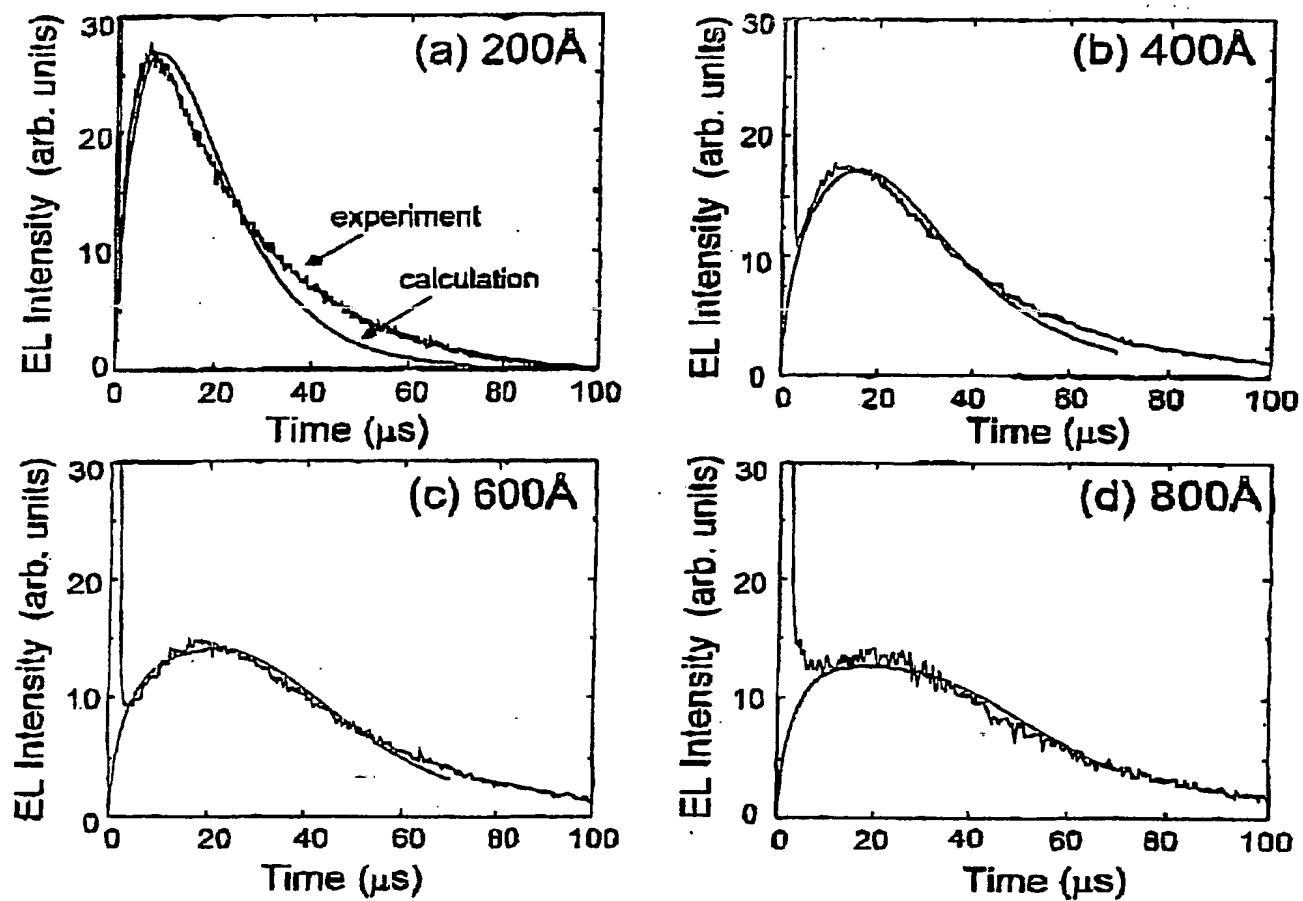 (a) 200Å
EL Intensity (arb. units)
30
20
10
0
experiment
calculation
0 20 40 60 80 100
Time (μs)
(b) 400Å
EL Intensity (arb. units)
30
20
10
0
0 20 40 60 80 100
Time (μs)
(c) 600Å
EL Intensity (arb. units)
30
20
1.0
0
0 20 40 60 80 100
Time (μs)
(d) 800Å
EL Intensity (arb. units)
30
20
10
0
0 20 40 60 80 100
Time (μs)